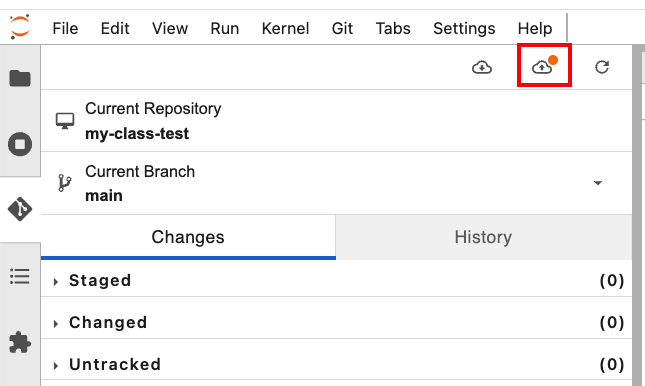 File Edit View Run Kernel Git Tabs Settings Help
Current Repository
my-class-test
Current Branch
main
Changes History
Staged (0)
Changed (0)
Untracked (0)